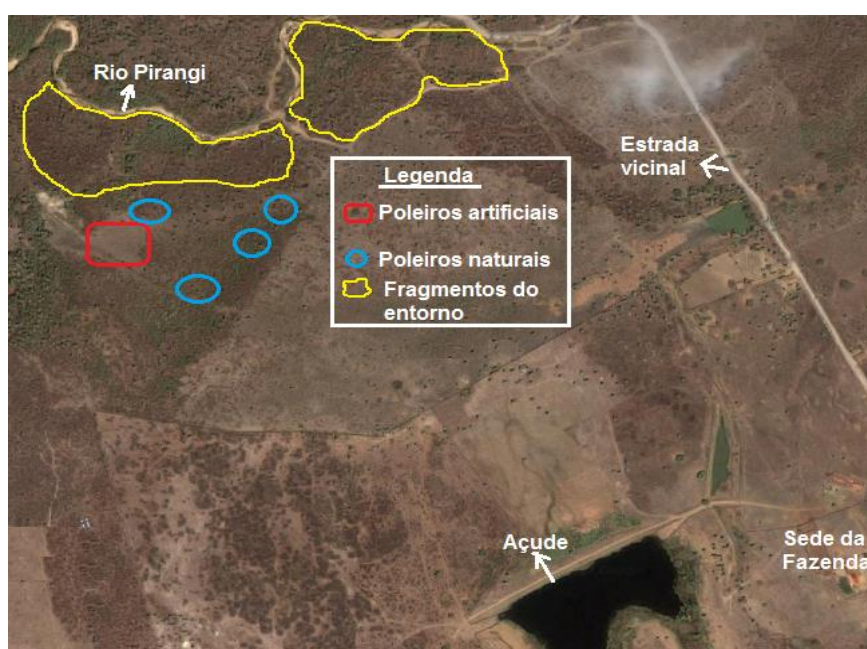 Rio Pirangi
Estrada
vicinal
Legenda
Poleiros artificiais
Poleiros naturais
Fragmentos do
entorno
Açude
Sede da
Fazenda